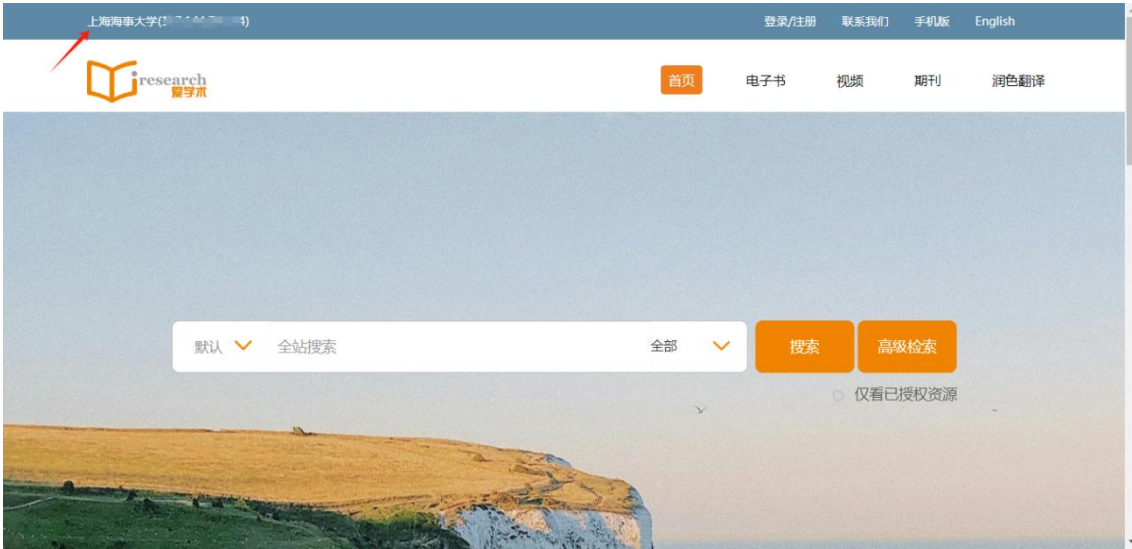 上海海事大学(
登录/注册 联系我们 手机版 English
iresearch
爱学术
首页 电子书 视频 期刊 润色翻译
默认 全站搜索 全部 搜索 高级检索
仅看已授权资源